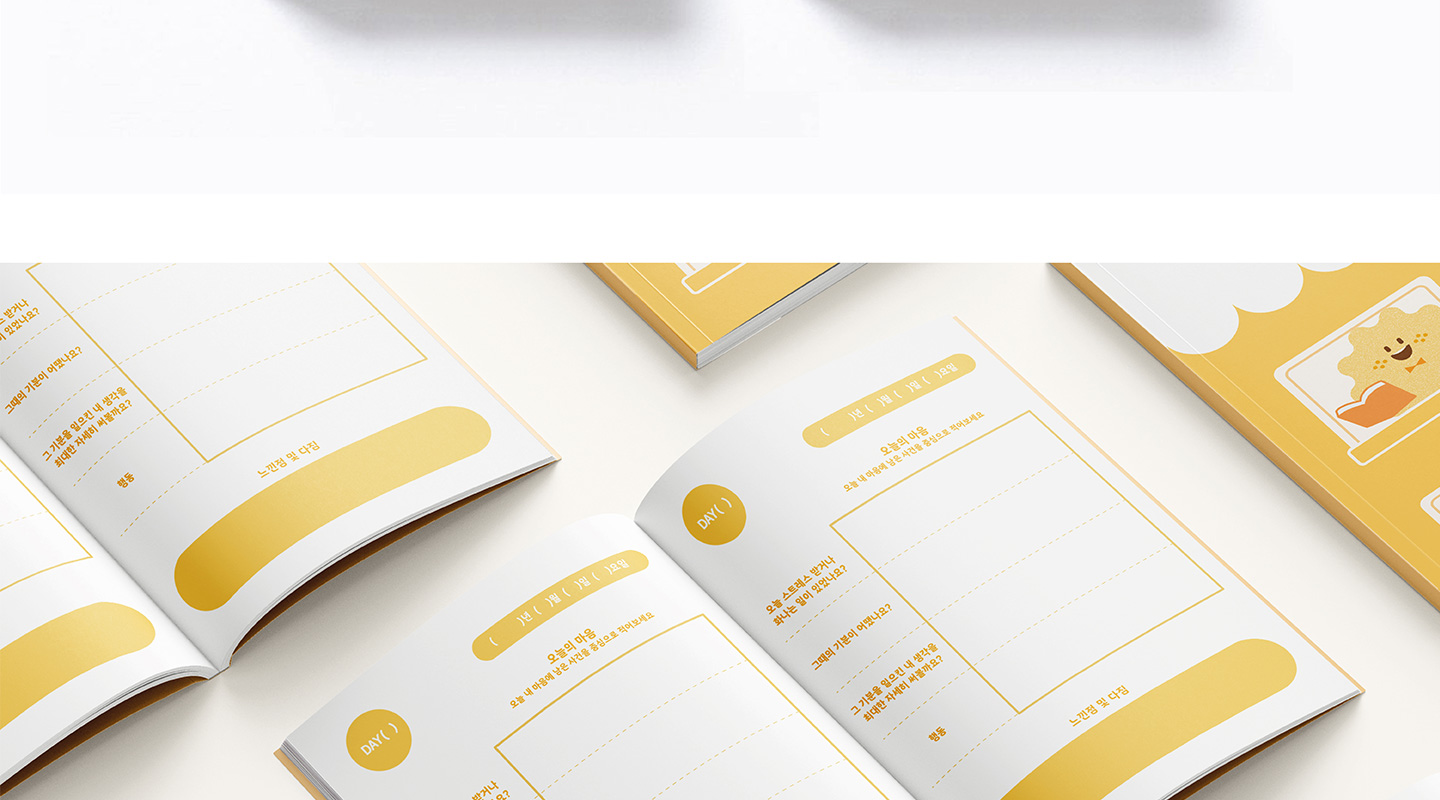 스 받거나
이 있었나요?
그때의 기분이 어땠나요?
그 기분을 일으킨 내 생각을
최대한 자세히 써볼까요?
행동
느낀점 및 다짐
(      )년 (  )월 (  )일 (  )요일
오늘의 마음
오늘 내 마음에 남은 사건을 중심으로 적어보세요
DAY( )
오늘 스트레스 받거나
화나는 일이 있었나요?
그때의 기분이 어땠나요?
그 기분을 일으킨 내 생각을
최대한 자세히 써볼까요?
행동
느낀점 및 다짐
(      )년 (  )월 (  )일 (  )요일
오늘의 마음
오늘 내 마음에 남은 사건을 중심으로 적어보세요
DAY( )
스 받거나